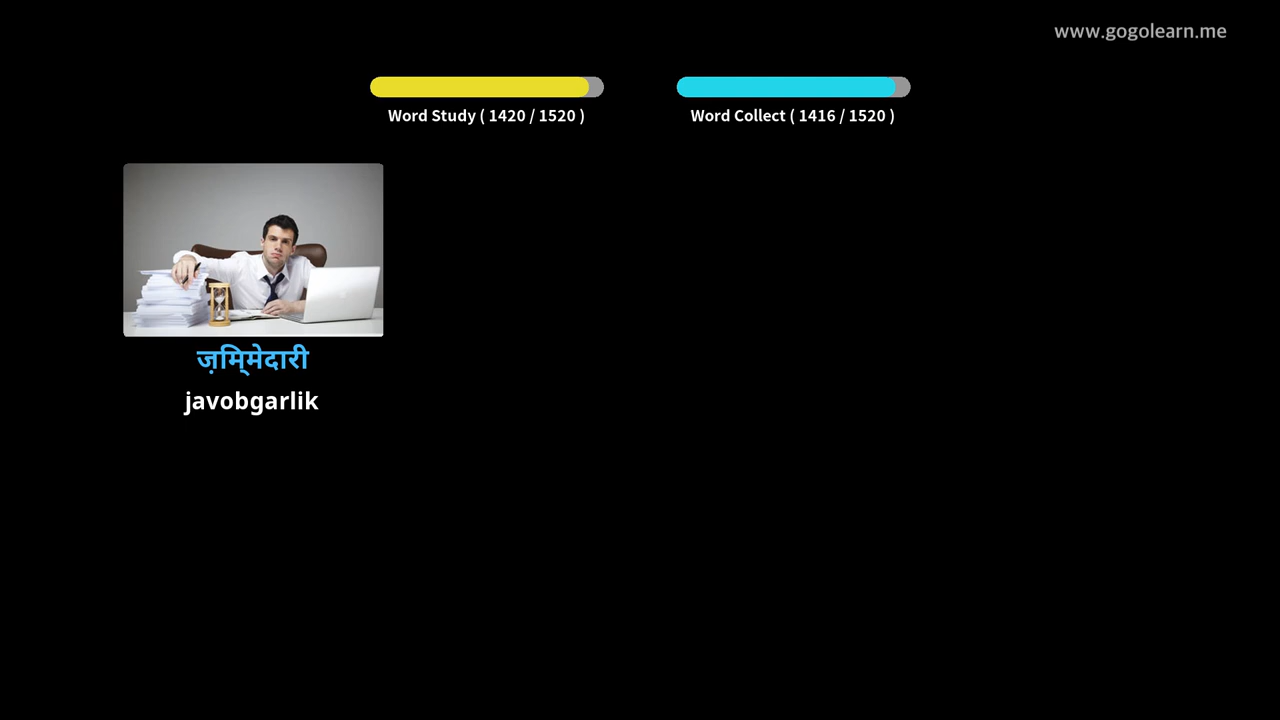 www.gogolearn.me
Word Study ( 1420 / 1520 )
Word Collect ( 1416 / 1520 )
ज़िम्मेदारी
javobgarlik